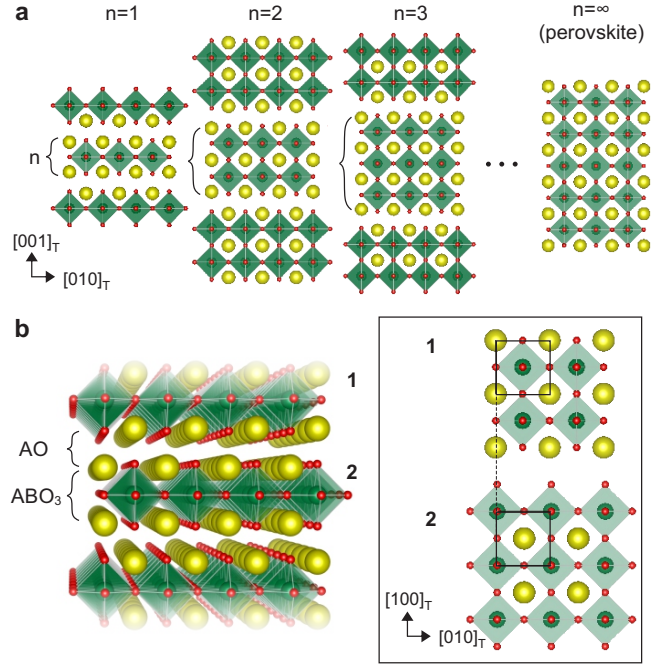 a
n=1
n=2
n=3
n=∞
(perovskite)
n
• • •
[001]T
[010]T
b
1
AO
2
ABO₃
1
2
[100]T
[010]T